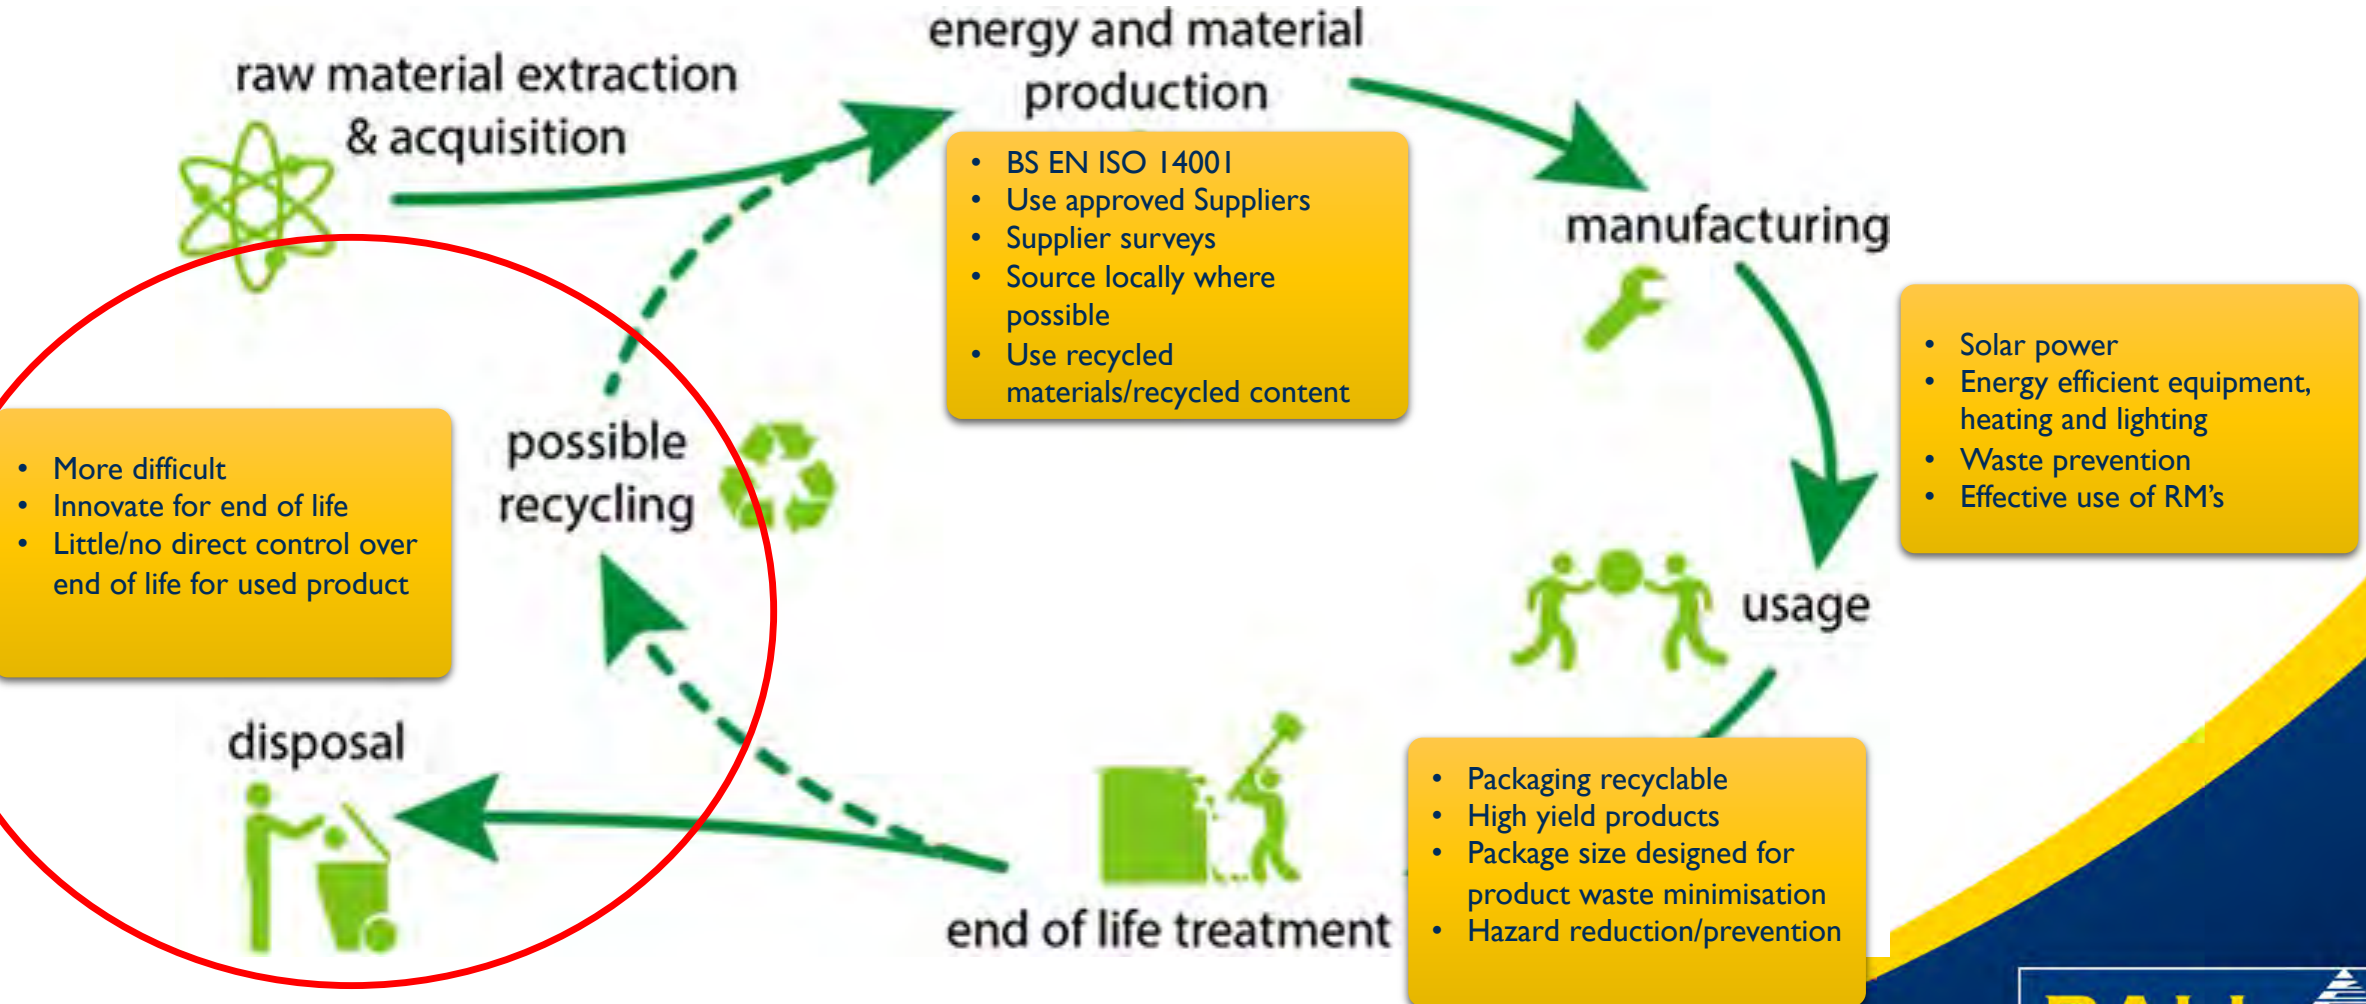 energy and material
production
raw material extraction
& acquisition
• BS EN ISO 14001
• Use approved Suppliers
• Supplier surveys
• Source locally where
possible
• Use recycled
materials/recycled content
manufacturing
• Solar power
• Energy efficient equipment,
heating and lighting
• Waste prevention
• Effective use of RM's
possible
recycling
• More difficult
• Innovate for end of life
• Little/no direct control over
end of life for used product
usage
disposal
• Packaging recyclable
• High yield products
• Package size designed for
product waste minimisation
• Hazard reduction/prevention
end of life treatment